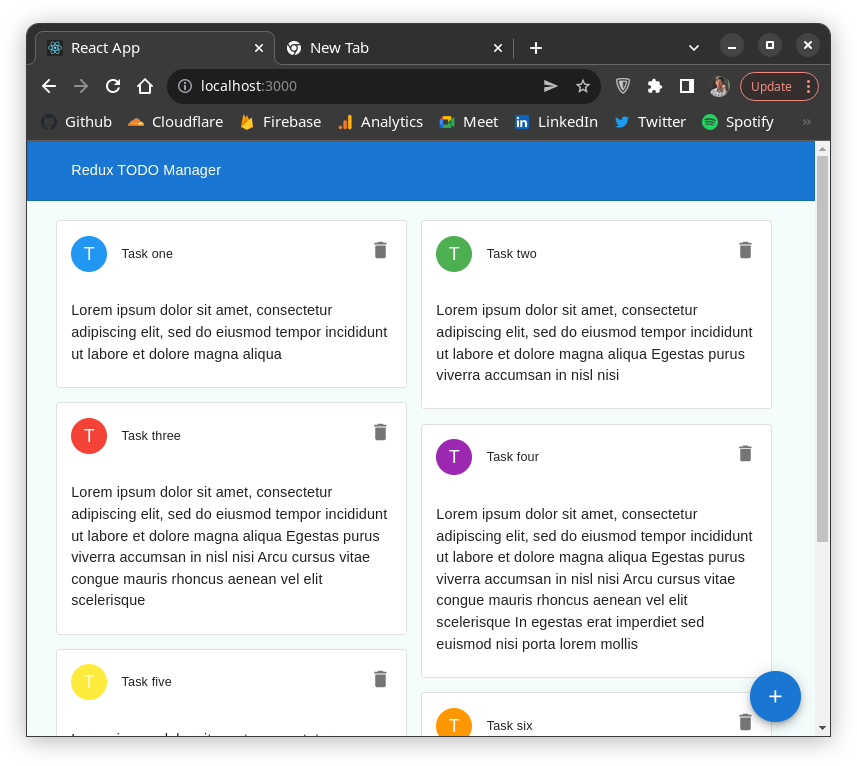 React App
New Tab
localhost:3000
Update
Github
Cloudflare
Firebase
Analytics
Meet
LinkedIn
Twitter
Spotify
Redux TODO Manager
T
Task one
Lorem ipsum dolor sit amet, consectetur
adipiscing elit, sed do eiusmod tempor incididunt
ut labore et dolore magna aliqua
T
Task two
Lorem ipsum dolor sit amet, consectetur
adipiscing elit, sed do eiusmod tempor incididunt
ut labore et dolore magna aliqua Egestas purus
viverra accumsan in nisl nisi
T
Task three
Lorem ipsum dolor sit amet, consectetur
adipiscing elit, sed do eiusmod tempor incididunt
ut labore et dolore magna aliqua Egestas purus
viverra accumsan in nisl nisi Arcu cursus vitae
congue mauris rhoncus aenean vel elit
scelerisque
T
Task four
Lorem ipsum dolor sit amet, consectetur
adipiscing elit, sed do eiusmod tempor incididunt
ut labore et dolore magna aliqua Egestas purus
viverra accumsan in nisl nisi Arcu cursus vitae
congue mauris rhoncus aenean vel elit
scelerisque In egestas erat imperdiet sed
euismod nisi porta lorem mollis
T
Task five
T
Task six